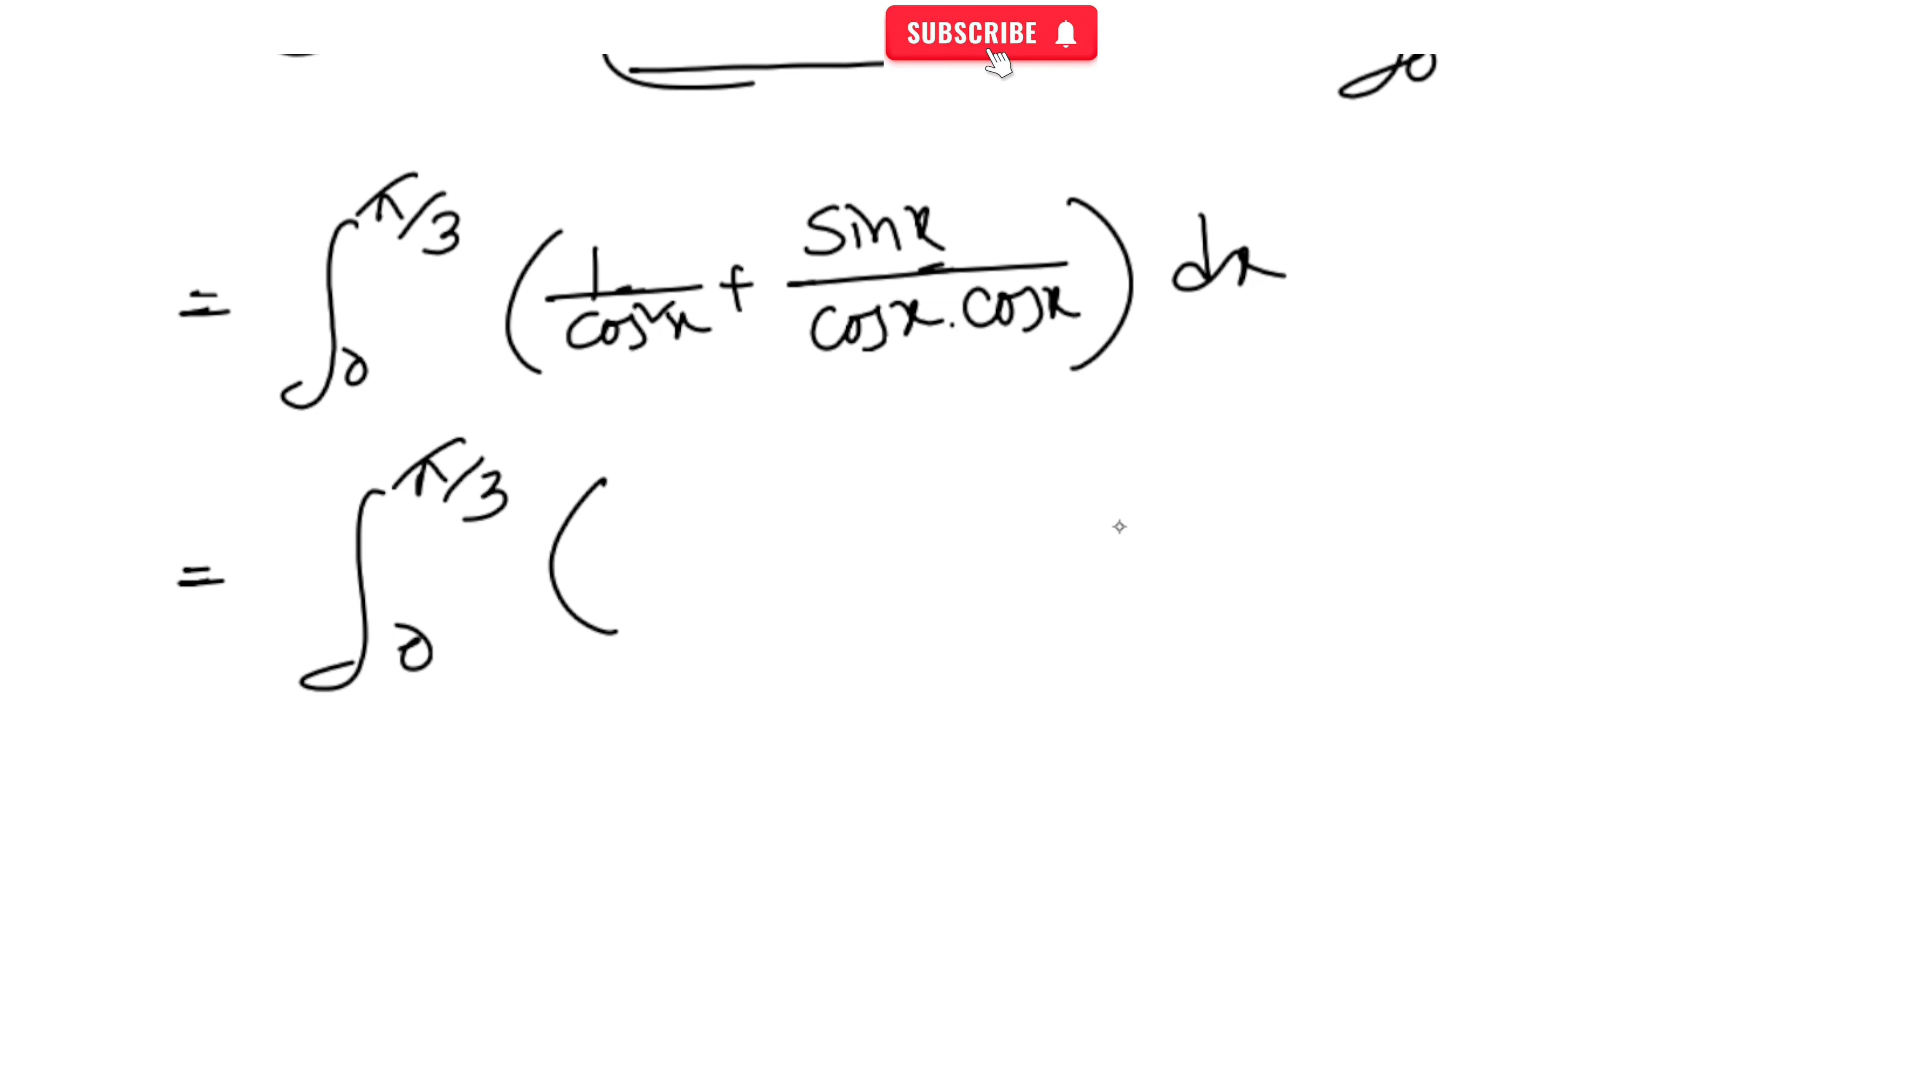 SUBSCRIBE
= ∫₀^π/3 (1/cos²x + sinx/cosx.cosx) dx
= ∫₀^π/3 (